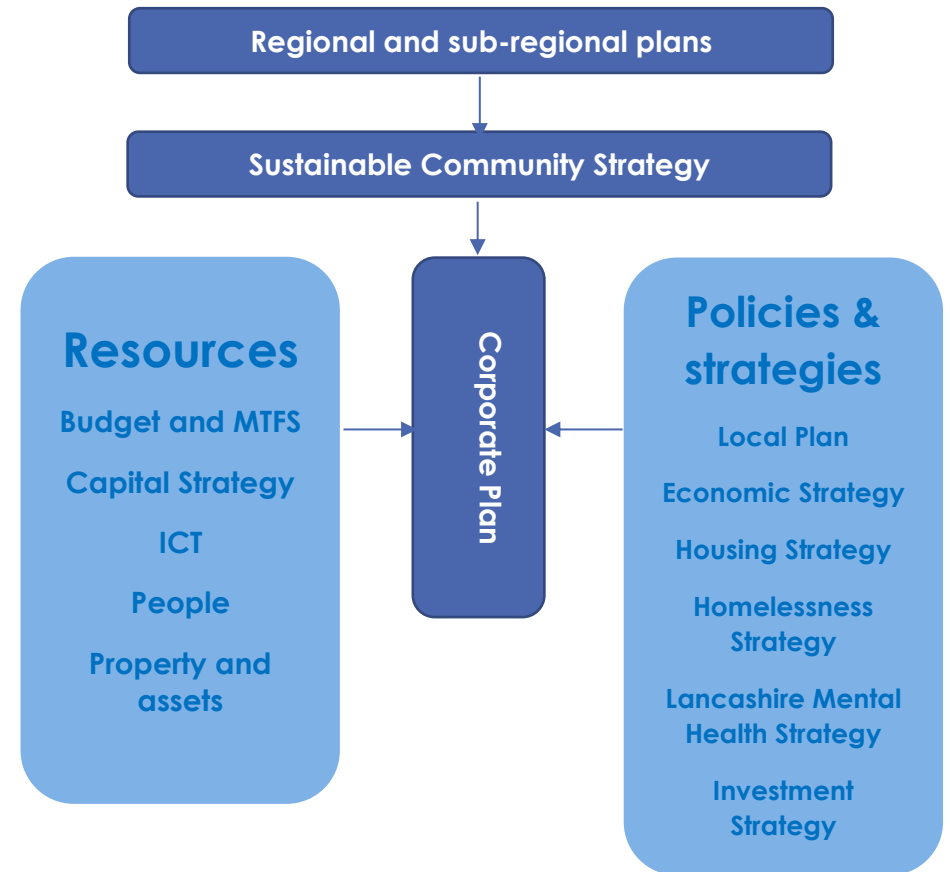 Regional and sub-regional plans
Sustainable Community Strategy
Resources
Budget and MTFS
Capital Strategy
ICT
People
Property and
assets
Corporate Plan
Policies &
strategies
Local Plan
Economic Strategy
Housing Strategy
Homelessness
Strategy
Lancashire Mental
Health Strategy
Investment
Strategy